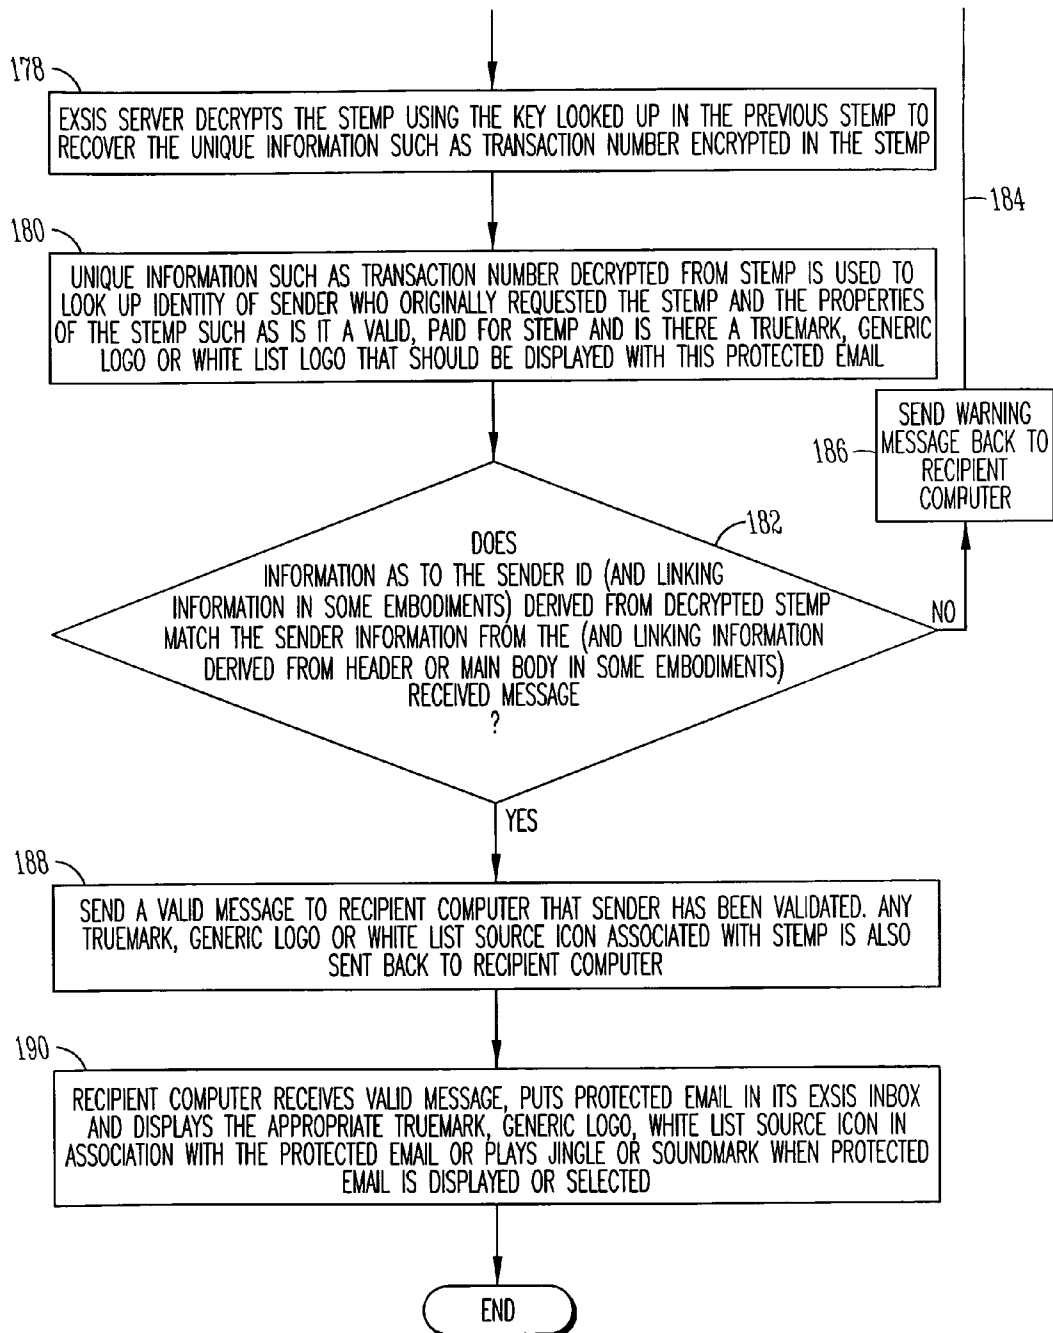 178
EXSIS SERVER DECRYPTS THE STEMP USING THE KEY LOOKED UP IN THE PREVIOUS STEMP TO
RECOVER THE UNIQUE INFORMATION SUCH AS TRANSACTION NUMBER ENCRYPTED IN THE STEMP
184
180
UNIQUE INFORMATION SUCH AS TRANSACTION NUMBER DECRYPTED FROM STEMP IS USED TO
LOOK UP IDENTITY OF SENDER WHO ORIGINALLY REQUESTED THE STEMP AND THE PROPERTIES
OF THE STEMP SUCH AS IS IT A VALID, PAID FOR STEMP AND IS THERE A TRUEMARK, GENERIC
LOGO OR WHITE LIST LOGO THAT SHOULD BE DISPLAYED WITH THIS PROTECTED EMAIL
186
SEND WARNING
MESSAGE BACK TO
RECIPIENT
COMPUTER
182
DOES
INFORMATION AS TO THE SENDER ID (AND LINKING
INFORMATION IN SOME EMBODIMENTS) DERIVED FROM DECRYPTED STEMP
MATCH THE SENDER INFORMATION FROM THE (AND LINKING INFORMATION
DERIVED FROM HEADER OR MAIN BODY IN SOME EMBODIMENTS)
RECEIVED MESSAGE
?
NO
YES
188
SEND A VALID MESSAGE TO RECIPIENT COMPUTER THAT SENDER HAS BEEN VALIDATED. ANY
TRUEMARK, GENERIC LOGO OR WHITE LIST SOURCE ICON ASSOCIATED WITH STEMP IS ALSO
SENT BACK TO RECIPIENT COMPUTER
190
RECIPIENT COMPUTER RECEIVES VALID MESSAGE, PUTS PROTECTED EMAIL IN ITS EXSIS INBOX
AND DISPLAYS THE APPROPRIATE TRUEMARK, GENERIC LOGO, WHITE LIST SOURCE ICON IN
ASSOCIATION WITH THE PROTECTED EMAIL OR PLAYS JINGLE OR SOUNDMARK WHEN PROTECTED
EMAIL IS DISPLAYED OR SELECTED
END